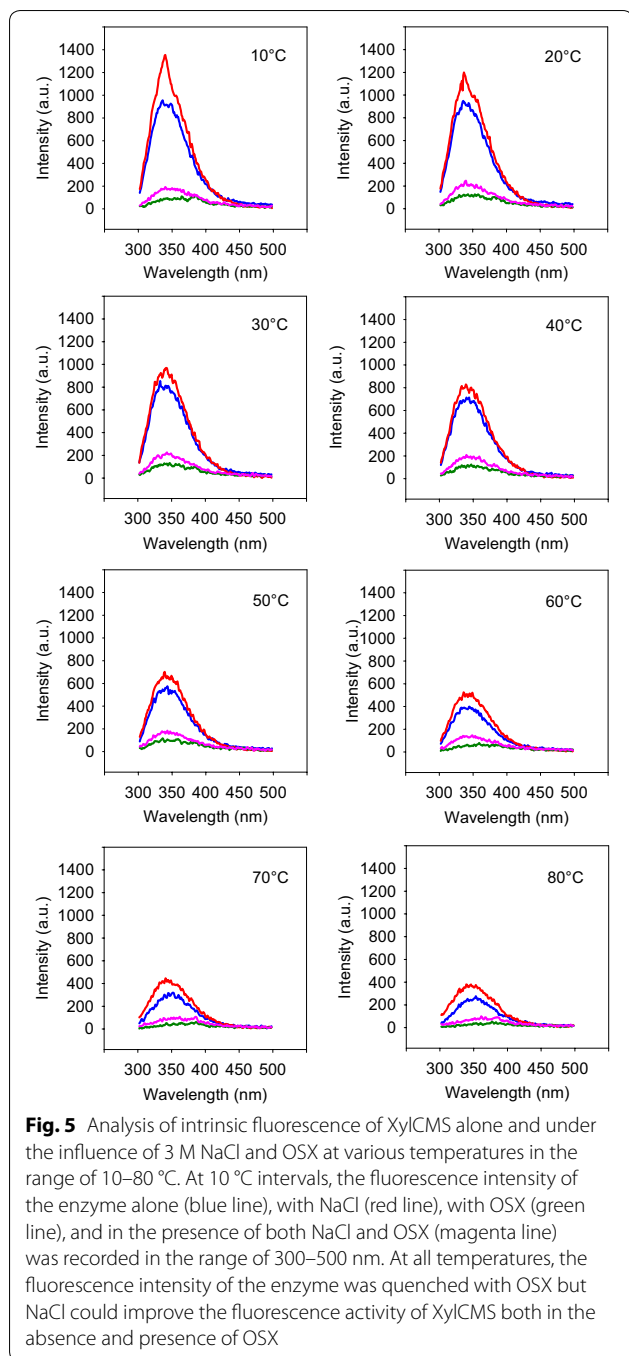 1400
1200
1000
800
600
400
200
0
Intensity (a.u.)
10°C
300 350 400 450 500
Wavelength (nm)
1400
1200
1000
800
600
400
200
0
Intensity (a.u.)
20°C
300 350 400 450 500
Wavelength (nm)
1400
1200
1000
800
600
400
200
0
Intensity (a.u.)
30°C
300 350 400 450 500
Wavelength (nm)
1400
1200
1000
800
600
400
200
0
Intensity (a.u.)
40°C
300 350 400 450 500
Wavelength (nm)
1400
1200
1000
800
600
400
200
0
Intensity (a.u.)
50°C
300 350 400 450 500
Wavelength (nm)
1400
1200
1000
800
600
400
200
0
Intensity (a.u.)
60°C
300 350 400 450 500
Wavelength (nm)
1400
1200
1000
800
600
400
200
0
Intensity (a.u.)
70°C
300 350 400 450 500
Wavelength (nm)
1400
1200
1000
800
600
400
200
0
Intensity (a.u.)
80°C
300 350 400 450 500
Wavelength (nm)
Fig. 5 Analysis of intrinsic fluorescence of XylCMS alone and under
the influence of 3 M NaCl and OSX at various temperatures in the
range of 10–80 °C. At 10 °C intervals, the fluorescence intensity of
the enzyme alone (blue line), with NaCl (red line), with OSX (green
line), and in the presence of both NaCl and OSX (magenta line)
was recorded in the range of 300–500 nm. At all temperatures, the
fluorescence intensity of the enzyme was quenched with OSX but
NaCl could improve the fluorescence activity of XylCMS both in the
absence and presence of OSX